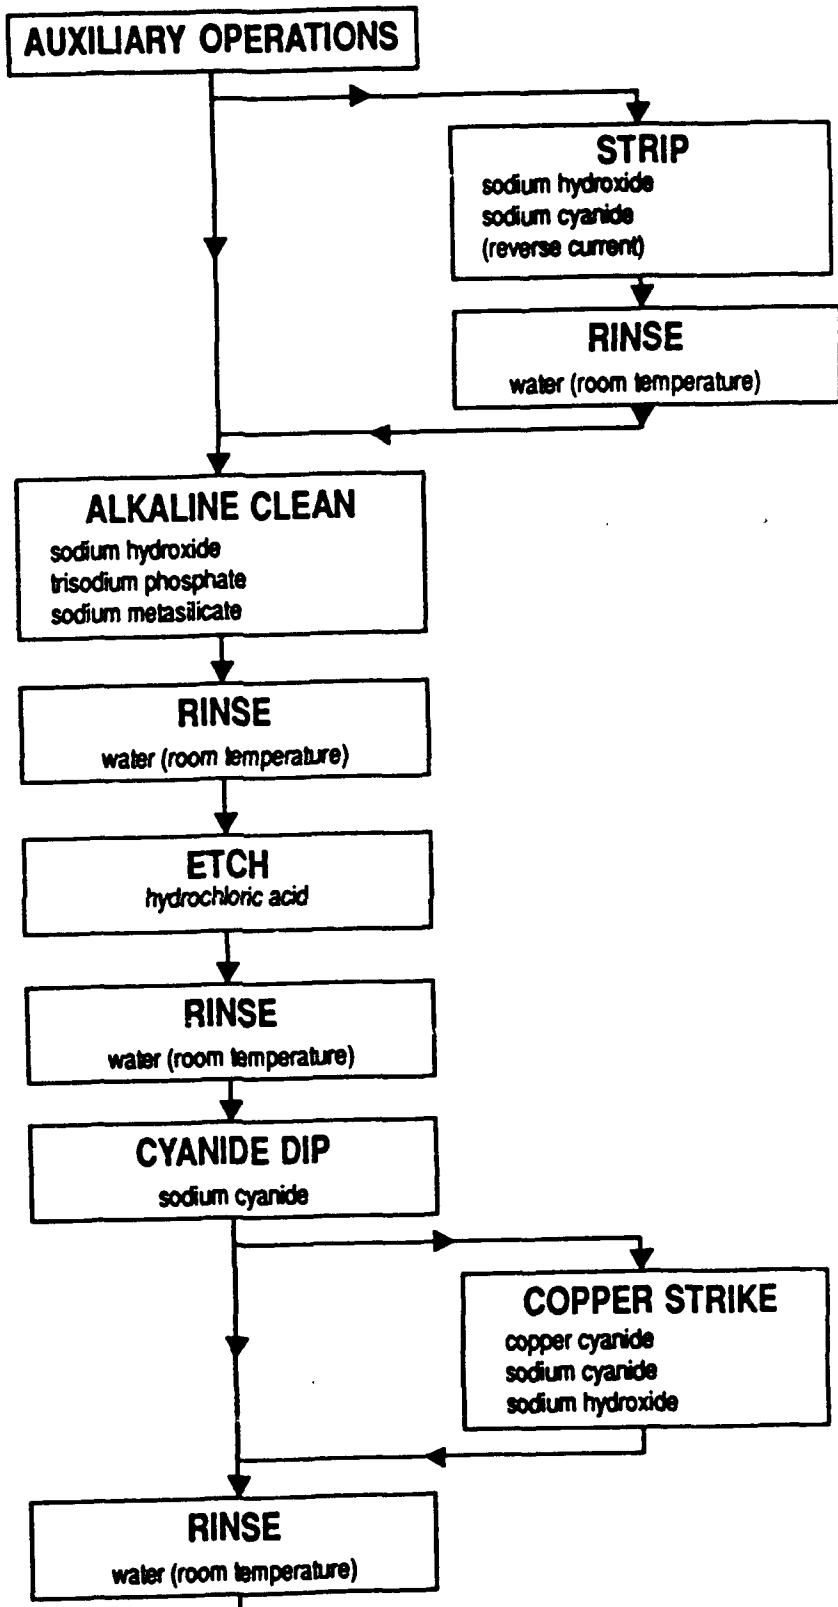 AUXILIARY OPERATIONS
STRIP
sodium hydroxide
sodium cyanide
(reverse current)
RINSE
water (room temperature)
ALKALINE CLEAN
sodium hydroxide
trisodium phosphate
sodium metasilicate
RINSE
water (room temperature)
ETCH
hydrochloric acid
RINSE
water (room temperature)
CYANIDE DIP
sodium cyanide
COPPER STRIKE
copper cyanide
sodium cyanide
sodium hydroxide
RINSE
water (room temperature)